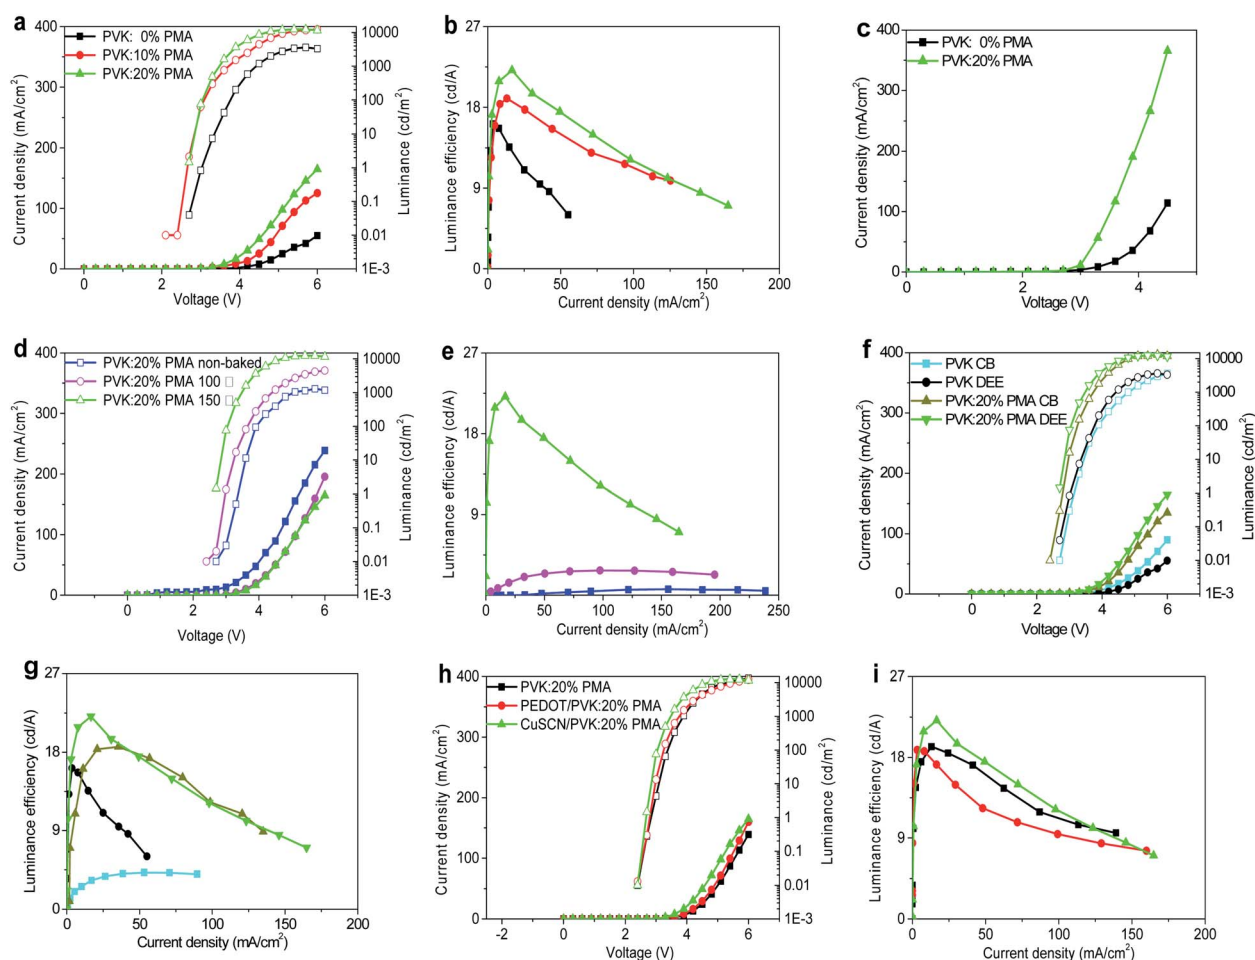 a
PVK: 0% PMA
PVK:10% PMA
PVK:20% PMA
400
300
200
100
0
Current density (mA/cm²)
10000
1000
100
10
1
0.1
0.01
1E-3
Luminance (cd/m²)
0 2 4 6
Voltage (V)
b
27
18
9
0
Luminance efficiency (cd/A)
0 50 100 150 200
Current density (mA/cm²)
c
PVK: 0% PMA
PVK:20% PMA
400
300
200
100
0
Current density (mA/cm²)
0 2 4
Voltage (V)
d
PVK:20% PMA non-baked
PVK:20% PMA 100 □
PVK:20% PMA 150 □
400
300
200
100
0
Current density (mA/cm²)
10000
1000
100
10
1
0.1
0.01
1E-3
Luminance (cd/m²)
0 2 4 6
Voltage (V)
e
27
18
9
Luminance efficiency (cd/A)
0 50 100 150 200 250
Current density (mA/cm²)
f
PVK CB
PVK DEE
PVK:20% PMA CB
PVK:20% PMA DEE
400
300
200
100
0
Current density (mA/cm²)
10000
1000
100
10
1
0.1
0.01
1E-3
Luminance (cd/m²)
0 2 4 6
Voltage (V)
g
27
18
9
0
Luminance efficiency (cd/A)
0 50 100 150 200
Current density (mA/cm²)
h
PVK:20% PMA
PEDOT/PVK:20% PMA
CuSCN/PVK:20% PMA
400
300
200
100
0
Current density (mA/cm²)
10000
1000
100
10
1
0.1
0.01
1E-3
Luminance (cd/m²)
-2 0 2 4 6
Voltage (V)
i
27
18
9
0
Luminance efficiency (cd/A)
0 50 100 150 200
Current density (mA/cm²)